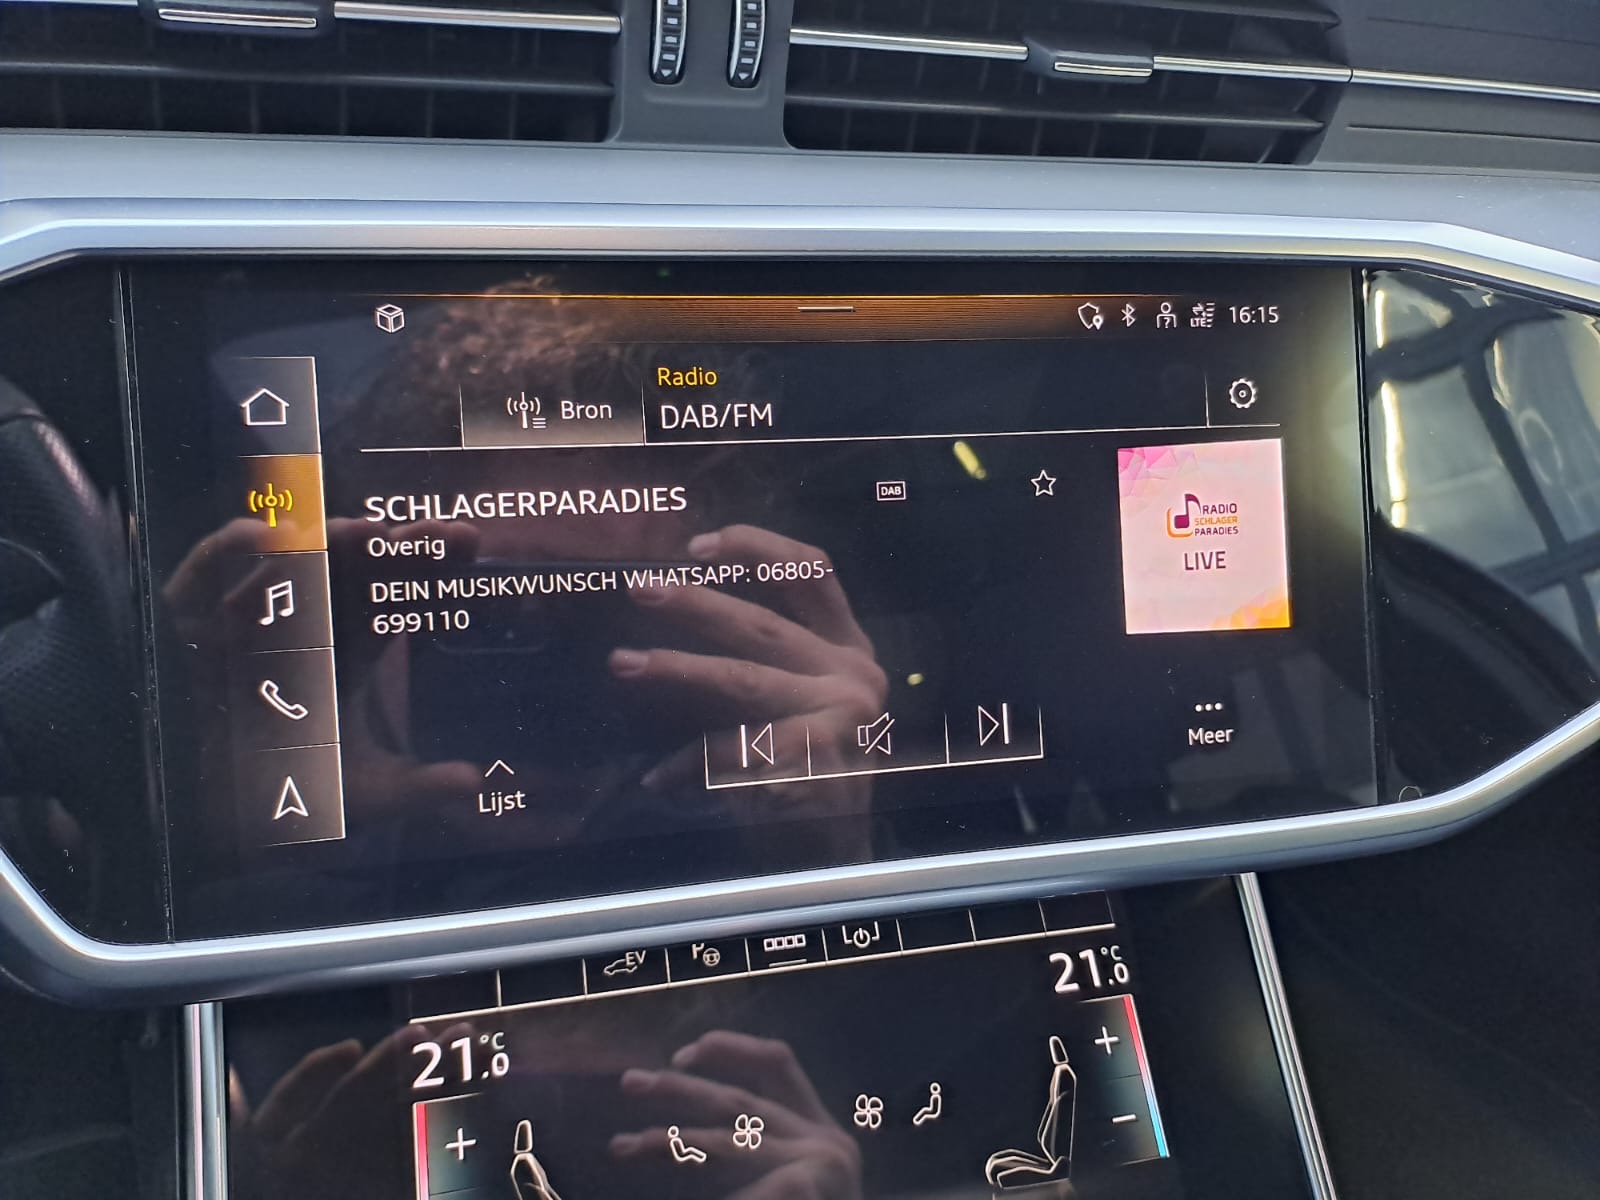 LTE
16:15
Radio
Bron
DAB/FM
SCHLAGERPARADIES
DAB
Overig
DEIN MUSIKWUNSCH WHATSAPP: 06805-
699110
RADIO
SCHLAGER
PARADIES
LIVE
Lijst
Meer
EV
P
21.0 °C
21.0 °C